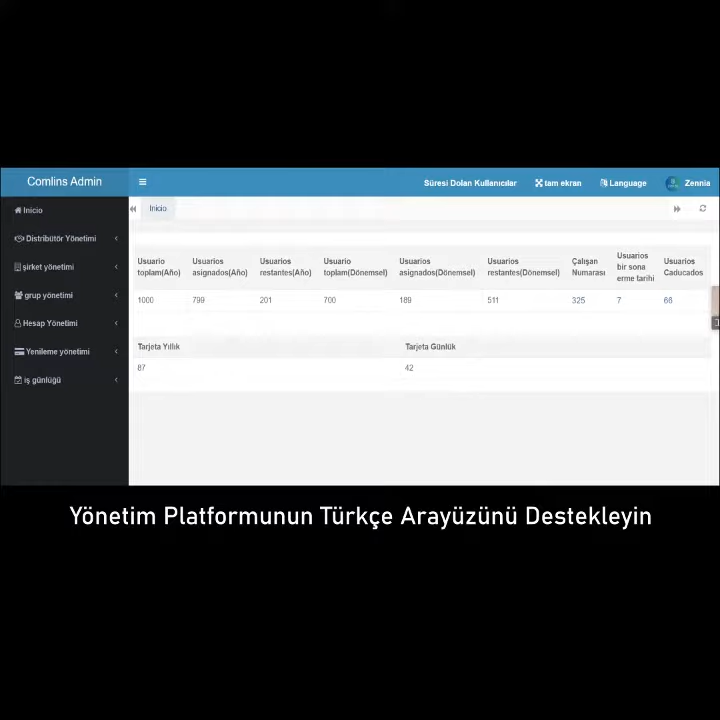 Comlins Admin
Süresi Dolan Kullanıcılar
tam ekran
Language
Zennia
Inicio
Distribütör Yönetimi
şirket yönetimi
grup yönetimi
Hesap Yönetimi
Yenileme yönetimi
iş günlüğü
Inicio
Usuario toplam(Año)
Usuarios asignados(Año)
Usuarios restantes(Año)
Usuario toplam(Dönemsel)
Usuarios asignados(Dönemsel)
Usuarios restantes(Dönemsel)
Çalışan Numarası
Usuarios bir sona erme tarihi
Usuarios Caducados
1000 799 201 700 189 511 325 7 66
Tarjeta Yıllık Tarjeta Günlük
87 42
Yönetim Platformunun Türkçe Arayüzünü Destekleyin